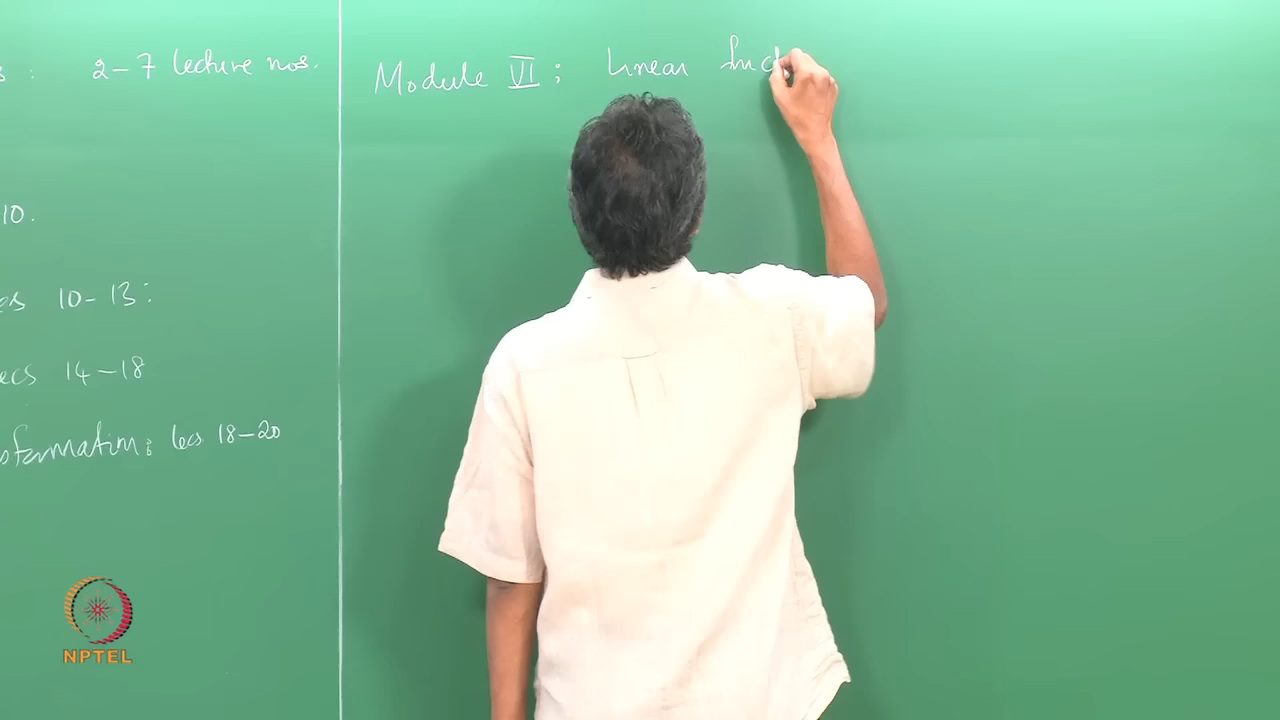 s : 2-7 lecture nos.
10.
es 10-13:
ecs 14-18
sformation: lecs 18-20
Module VI: Linear
NPTEL